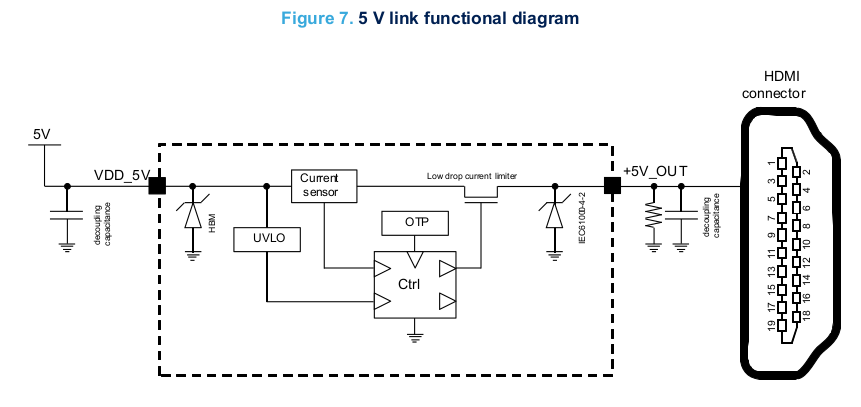 Figure 7. 5 V link functional diagram
HDMI
connector
5V
VDD_5V
Current
sensor
Low drop current limiter
+5V_OUT
decoupling
capacitance
HBM
UVLO
OTP
Ctrl
IEC61000-4-2
decoupling
capacitance
1
2
3
4
5
6
7
8
9
10
11
12
13
14
15
16
17
18
19